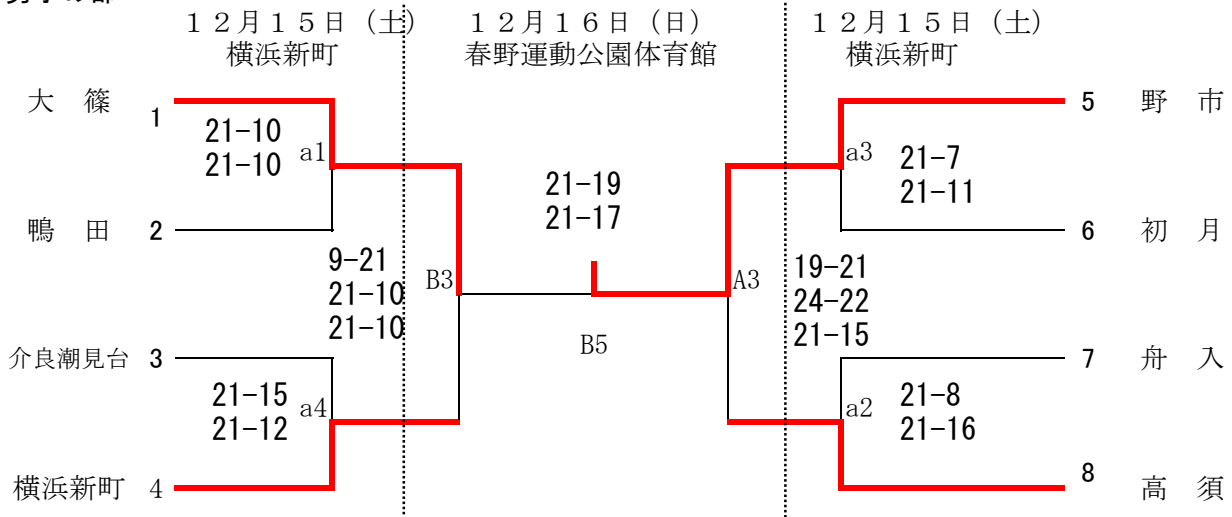 １２月１５日（土） １２月１６日（日） １２月１５日（土）
横浜新町 春野運動公園体育館 横浜新町
大　篠 1 5 野　市
21-10 a1 a3 21-7
21-10 21-11
21-19
21-17
鴨　田 2 6 初　月
9-21 B3 A3 19-21
21-10 24-22
21-10 21-15
B5
介良潮見台 3 7 舟　入
21-15 a4 a2 21-8
21-12 21-16
横浜新町 4 8 高　須